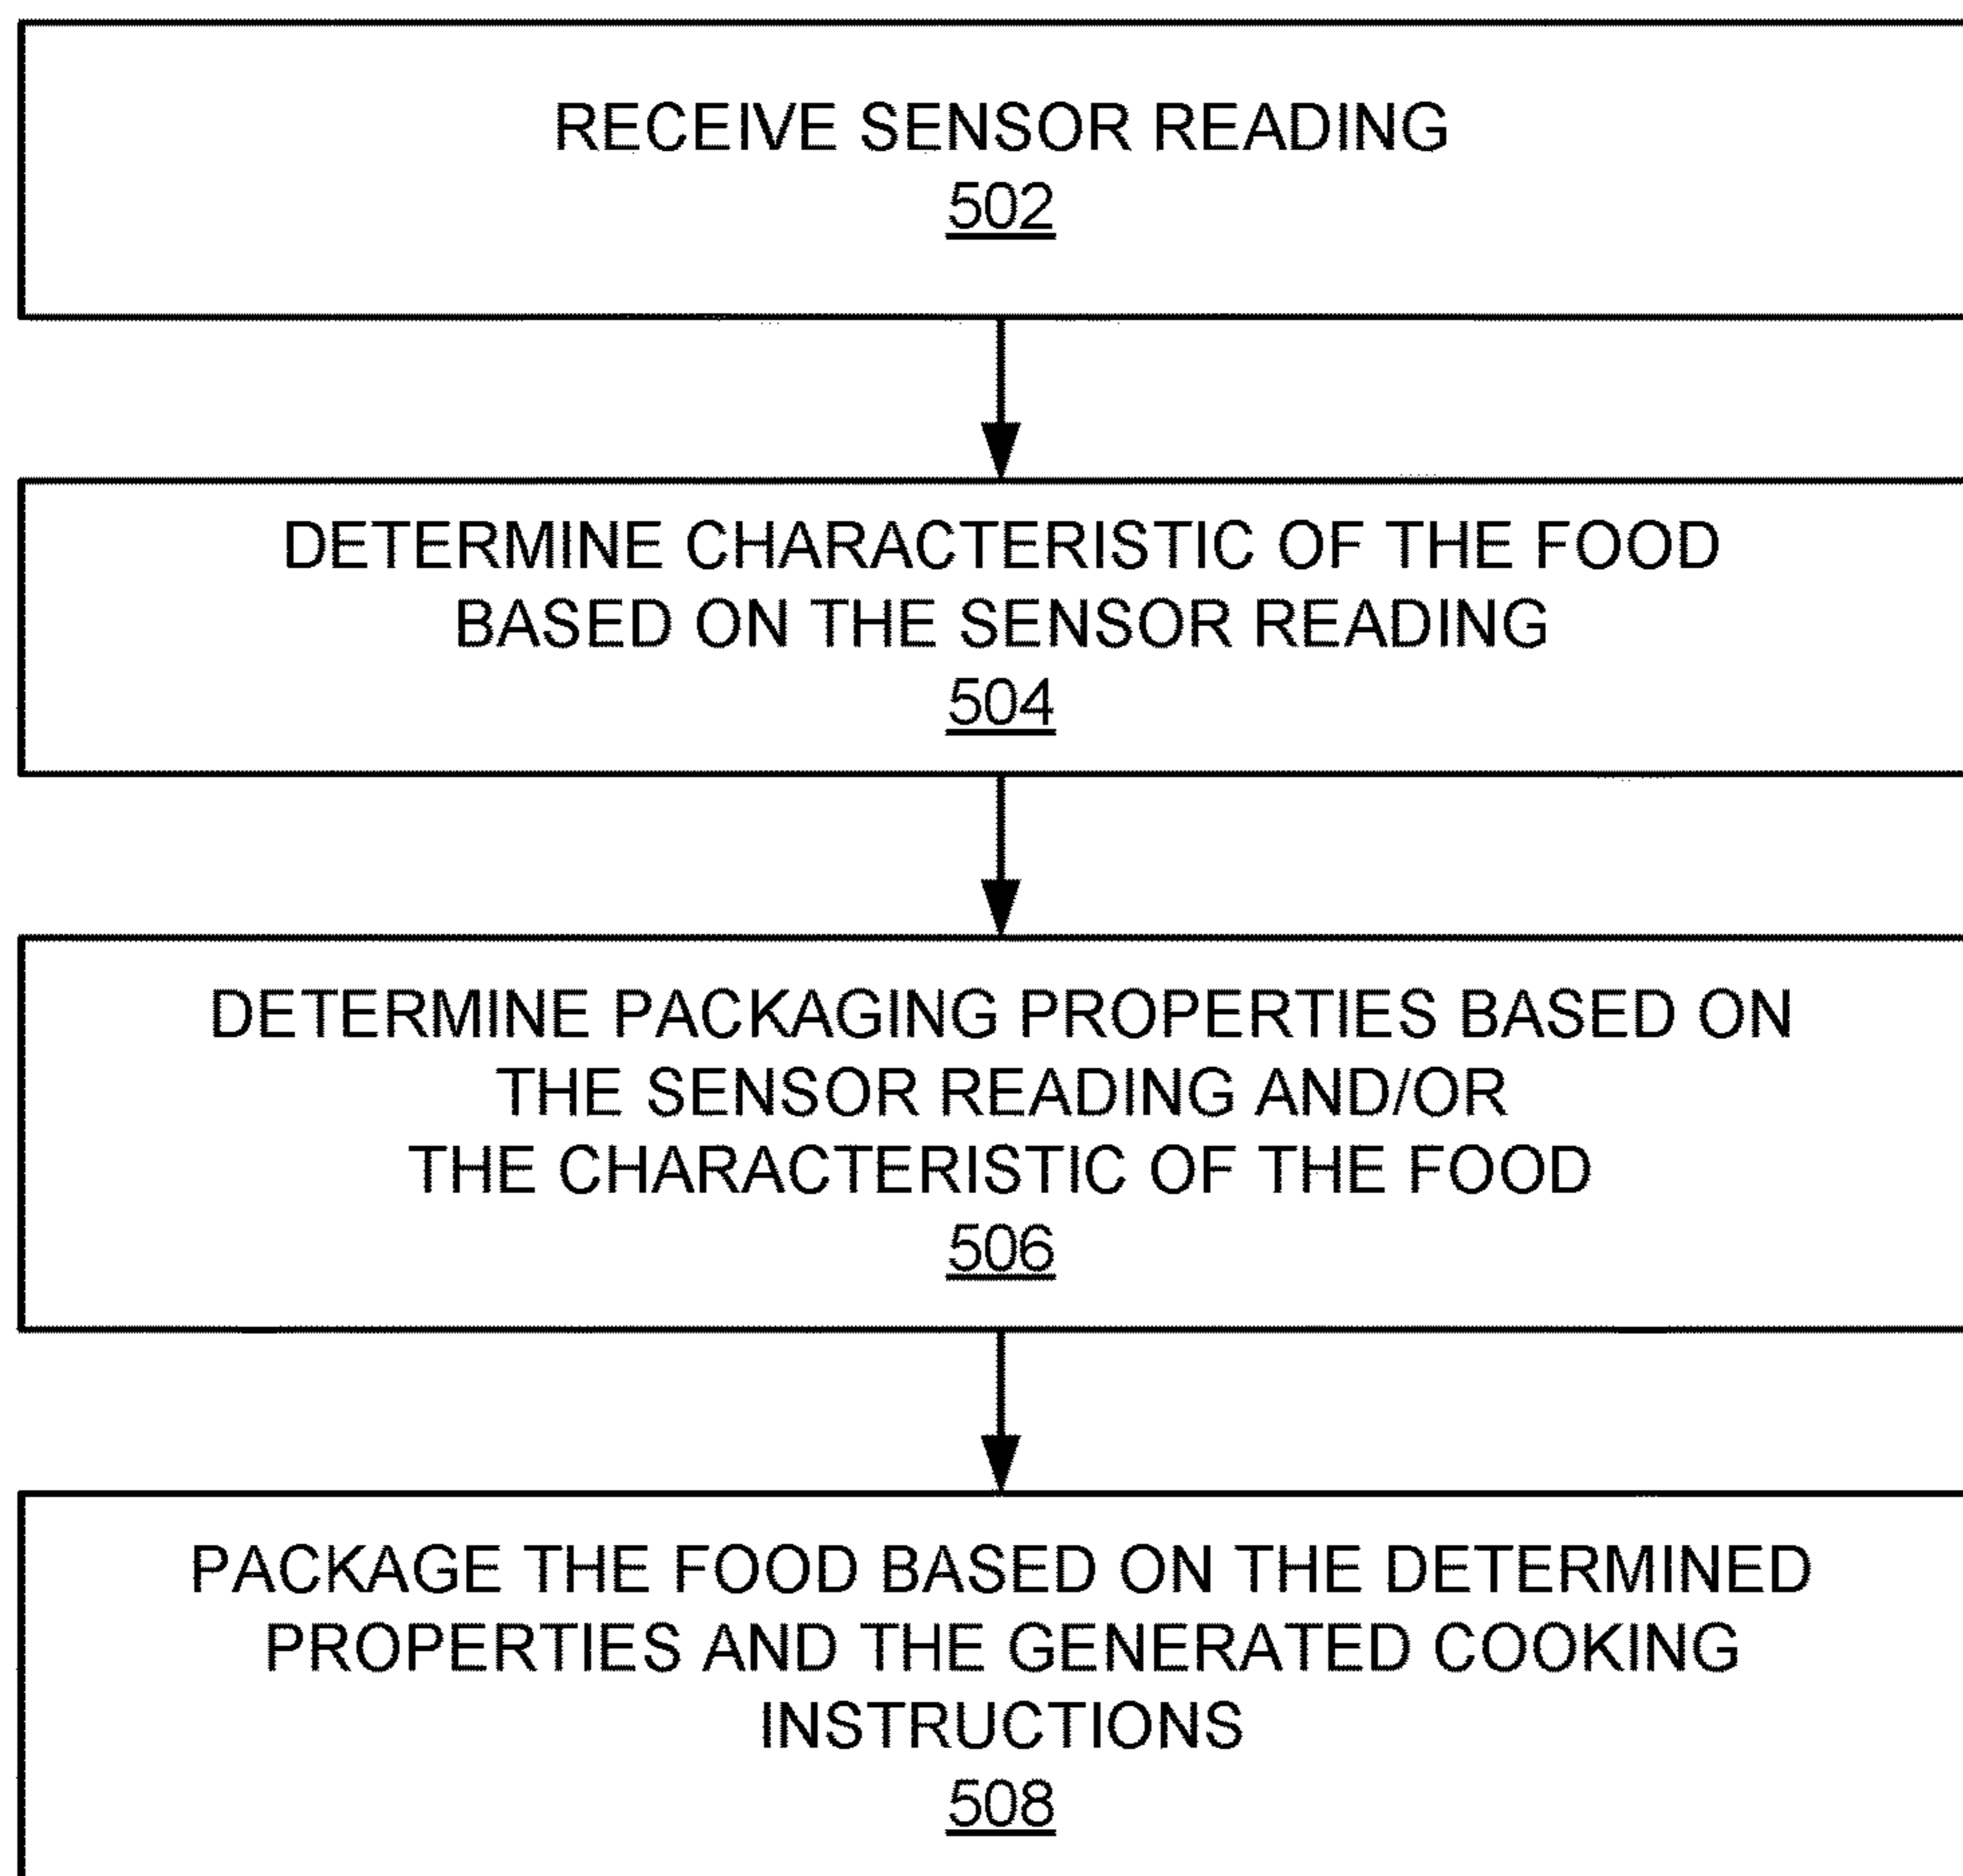 RECEIVE SENSOR READING
502
DETERMINE CHARACTERISTIC OF THE FOOD
BASED ON THE SENSOR READING
504
DETERMINE PACKAGING PROPERTIES BASED ON
THE SENSOR READING AND/OR
THE CHARACTERISTIC OF THE FOOD
506
PACKAGE THE FOOD BASED ON THE DETERMINED
PROPERTIES AND THE GENERATED COOKING
INSTRUCTIONS
508